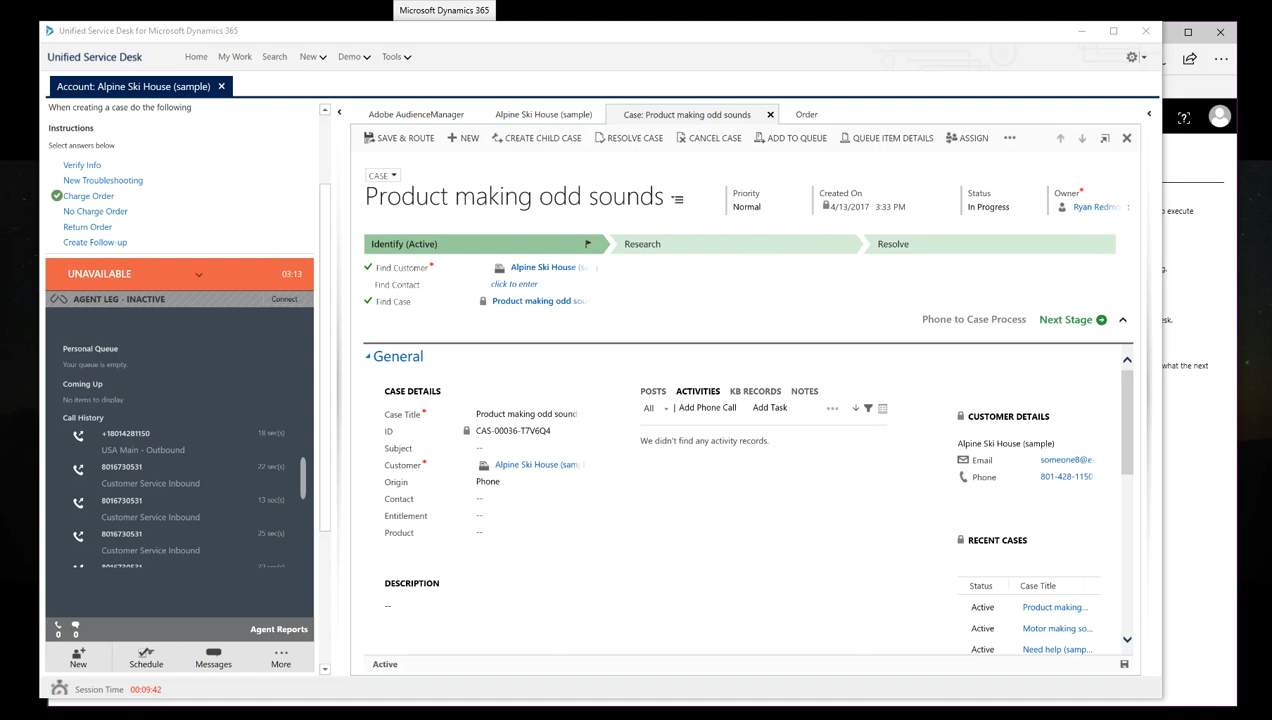 Microsoft Dynamics 365
Unified Service Desk for Microsoft Dynamics 365
Unified Service Desk
Home
My Work
Search
New
Demo
Tools
Account: Alpine Ski House (sample)
When creating a case do the following
Instructions
Select answers below
Verify Info
New Troubleshooting
Charge Order
No Charge Order
Return Order
Create Follow-up
UNAVAILABLE
03:13
AGENT LEG - INACTIVE
Connect
Personal Queue
Your queue is empty.
Coming Up
No items to display
Call History
+18014281150
18 sec(s)
USA Main - Outbound
8016730531
22 sec(s)
Customer Service Inbound
8016730531
13 sec(s)
Customer Service Inbound
8016730531
25 sec(s)
Customer Service Inbound
0
0
Agent Reports
New
Schedule
Messages
More
Session Time 00:09:42
Adobe AudienceManager
Alpine Ski House (sample)
Case: Product making odd sounds
Order
SAVE & ROUTE
NEW
CREATE CHILD CASE
RESOLVE CASE
CANCEL CASE
ADD TO QUEUE
QUEUE ITEM DETAILS
ASSIGN
CASE
Product making odd sounds
Priority
Normal
Created On
4/13/2017 3:33 PM
Status
In Progress
Owner*
Ryan Redm
Identify (Active)
Research
Resolve
Find Customer*
Alpine Ski House (sa
Find Contact
click to enter
Find Case
Product making odd sou
Phone to Case Process
Next Stage
General
CASE DETAILS
Case Title*
Product making odd sound
ID
CAS-00036-T7V6Q4
Subject
--
Customer*
Alpine Ski House (samp
Origin
Phone
Contact
--
Entitlement
--
Product
--
DESCRIPTION
--
POSTS
ACTIVITIES
KB RECORDS
NOTES
All
Add Phone Call
Add Task
We didn't find any activity records.
CUSTOMER DETAILS
Alpine Ski House (sample)
Email
someone8@e
Phone
801-428-1150
RECENT CASES
Status
Case Title
Active
Product making...
Active
Motor making so...
Active
Need help (samp...
Active
o execute
g,
esk.
what the next